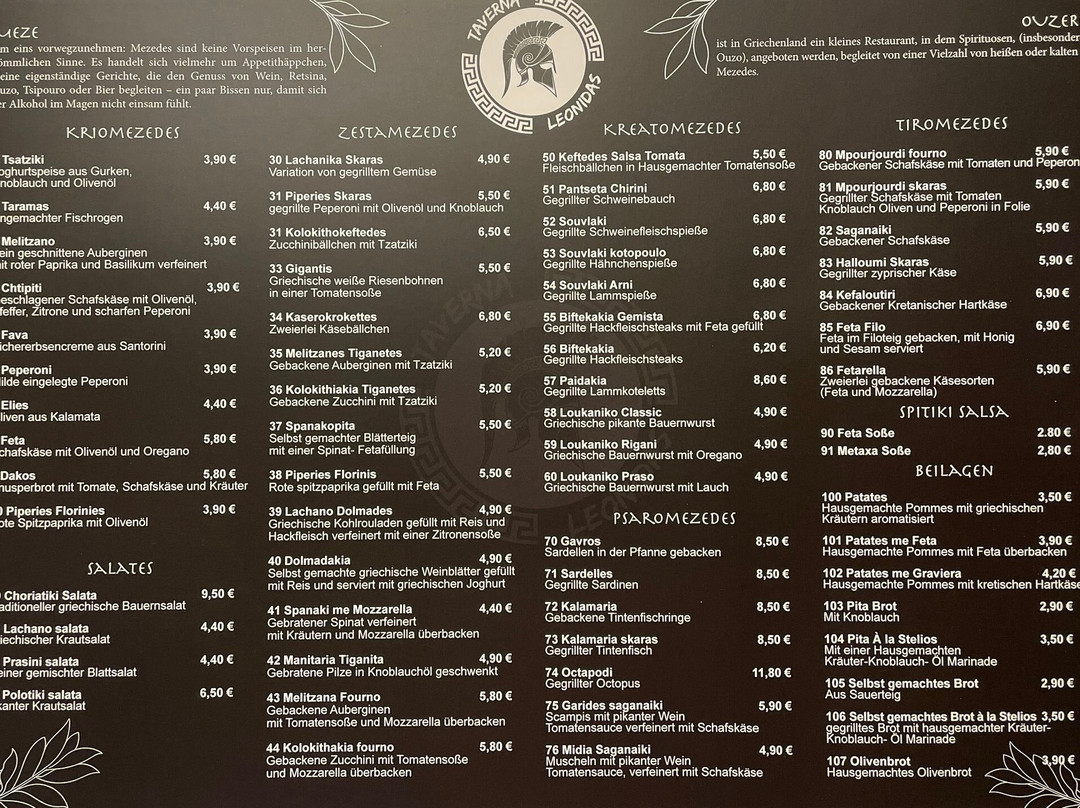 MEZE
m eins vorwegzunehmen: Mezedes sind keine Vorspeisen im her-
ömmlichen Sinne. Es handelt sich vielmehr um Appetithäppchen,
eine eigenständige Gerichte, die den Genuss von Wein, Retsina,
uzo, Tsipouro oder Bier begleiten – ein paar Bissen nur, damit sich
er Alkohol im Magen nicht einsam fühlt.
TAVERNA
LEONIDAS
OUZER
ist in Griechenland ein kleines Restaurant, in dem Spirituosen, (insbesonder
Ouzo), angeboten werden, begleitet von einer Vielzahl von heißen oder kalten
Mezedes.
KRIOMEZEDES
Tsatziki 3,90 €
oghurtspeise aus Gurken,
noblauch und Olivenöl
Taramas 4,40 €
ngemachter Fischrogen
Melitzano 3,90 €
ein geschnittene Auberginen
it roter Paprika und Basilikum verfeinert
Chtipiti 3,90 €
eschlagener Schafskäse mit Olivenöl,
feffer, Zitrone und scharfen Peperoni
Fava 3,90 €
ichererbsencreme aus Santorini
Peperoni 3,90 €
ilde eingelegte Peperoni
Elies 4,40 €
liven aus Kalamata
Feta 5,80 €
chafskäse mit Olivenöl und Oregano
Dakos 5,80 €
nusperbrot mit Tomate, Schafskäse und Kräuter
0 Piperies Florinies 3,90 €
ote Spitzpaprika mit Olivenöl
SALATES
Choriatiki Salata 9,50 €
aditioneller griechische Bauernsalat
Lachano salata 4,40 €
iechischer Krautsalat
Prasini salata 4,40 €
einer gemischter Blattsalat
Polotiki salata 6,50 €
kanter Krautsalat
ZESTAMEZEDES
30 Lachanika Skaras 4,90 €
Variation von gegrilltem Gemüse
31 Piperies Skaras 5,50 €
gegrillte Peperoni mit Olivenöl und Knoblauch
31 Kolokithokeftedes 6,50 €
Zucchinibällchen mit Tzatziki
33 Gigantis 5,50 €
Griechische weiße Riesenbohnen
in einer Tomatensoße
34 Kaserokrokettes 6,80 €
Zweierlei Käsebällchen
35 Melitzanes Tiganetes 5,20 €
Gebackene Auberginen mit Tzatziki
36 Kolokithiakia Tiganetes 5,20 €
Gebackene Zucchini mit Tzatziki
37 Spanakopita 5,50 €
Selbst gemachter Blätterteig
mit einer Spinat- Fetafüllung
38 Piperies Florinis 5,50 €
Rote spitzpaprika gefüllt mit Feta
39 Lachano Dolmades 4,90 €
Griechische Kohlrouladen gefüllt mit Reis und
Hackfleisch verfeinert mit einer Zitronensoße
40 Dolmadakia 4,90 €
Selbst gemachte griechische Weinblätter gefüllt
mit Reis und serviert mit griechischen Joghurt
41 Spanaki me Mozzarella 4,40 €
Gebratener Spinat verfeinert
mit Kräutern und Mozzarella überbacken
42 Manitaria Tiganita 4,90 €
Gebratene Pilze in Knoblauchöl geschwenkt
43 Melitzana Fourno 5,80 €
Gebackene Auberginen
mit Tomatensoße und Mozzarella überbacken
44 Kolokithakia fourno 5,80 €
Gebackene Zucchini mit Tomatensoße
und Mozzarella überbacken
KREATOMEZEDES
50 Keftedes Salsa Tomata 5,50 €
Fleischbällchen in Hausgemachter Tomatensoße
51 Pantseta Chirini 6,80 €
Gegrillter Schweinebauch
52 Souvlaki 6,80 €
Gegrillte Schweinefleischspieße
53 Souvlaki kotopoulo 6,80 €
Gegrillte Hähnchenspieße
54 Souvlaki Arni 6,80 €
Gegrillte Lammspieße
55 Biftekakia Gemista 6,80 €
Gegrillte Hackfleischsteaks mit Feta gefüllt
56 Biftekakia 6,20 €
Gegrillte Hackfleischsteaks
57 Paidakia 8,60 €
Gegrillte Lammkoteletts
58 Loukaniko Classic 4,90 €
Griechische pikante Bauernwurst
59 Loukaniko Rigani 4,90 €
Griechische Bauernwurst mit Oregano
60 Loukaniko Praso 4,90 €
Griechische Bauernwurst mit Lauch
PSAROMEZEDES
70 Gavros 8,50 €
Sardellen in der Pfanne gebacken
71 Sardelles 8,50 €
Gegrillte Sardinen
72 Kalamaria 8,50 €
Gebackene Tintenfischringe
73 Kalamaria skaras 8,50 €
Gegrillter Tintenfisch
74 Octapodi 11,80 €
Gegrillter Octopus
75 Garides saganaiki 5,90 €
Scampis mit pikanter Wein
Tomatensauce verfeinert mit Schafskäse
76 Midia Saganaiki 4,90 €
Muscheln mit pikanter Wein
Tomatensauce, verfeinert mit Schafskäse
TIROMEZEDES
80 Mpourjourdi fourno 5,90 €
Gebackener Schafskäse mit Tomaten und Peperon
81 Mpourjourdi skaras 5,90 €
Gegrillter Schafskäse mit Tomaten
Knoblauch Oliven und Peperoni in Folie
82 Saganaiki 5,90 €
Gebackener Schafskäse
83 Halloumi Skaras 5,90 €
Gegrillter zyprischer Käse
84 Kefaloutiri 6,90 €
Gebackener Kretanischer Hartkäse
85 Feta Filo 6,90 €
Feta im Filoteig gebacken, mit Honig
und Sesam serviert
86 Fetarella 5,90 €
Zweierlei gebackene Käsesorten
(Feta und Mozzarella)
SPITIKI SALSA
90 Feta Soße 2.80 €
91 Metaxa Soße 2,80 €
BEILAGEN
100 Patates 3,50 €
Hausgemachte Pommes mit griechischen
Kräutern aromatisiert
101 Patates me Feta 3,90 €
Hausgemachte Pommes mit Feta überbacken
102 Patates me Graviera 4,20 €
Hausgemachte Pommes mit kretischen Hartkäse
103 Pita Brot 2,90 €
Mit Knoblauch
104 Pita À la Stelios 3,50 €
Mit einer Hausgemachten
Kräuter-Knoblauch- Öl Marinade
105 Selbst gemachtes Brot 2,90 €
Aus Sauerteig
106 Selbst gemachtes Brot à la Stelios 3,50 €
gegrilltes Brot mit hausgemachter Kräuter-
Knoblauch- Öl Marinade
107 Olivenbrot 3,90 €
Hausgemachtes Olivenbrot